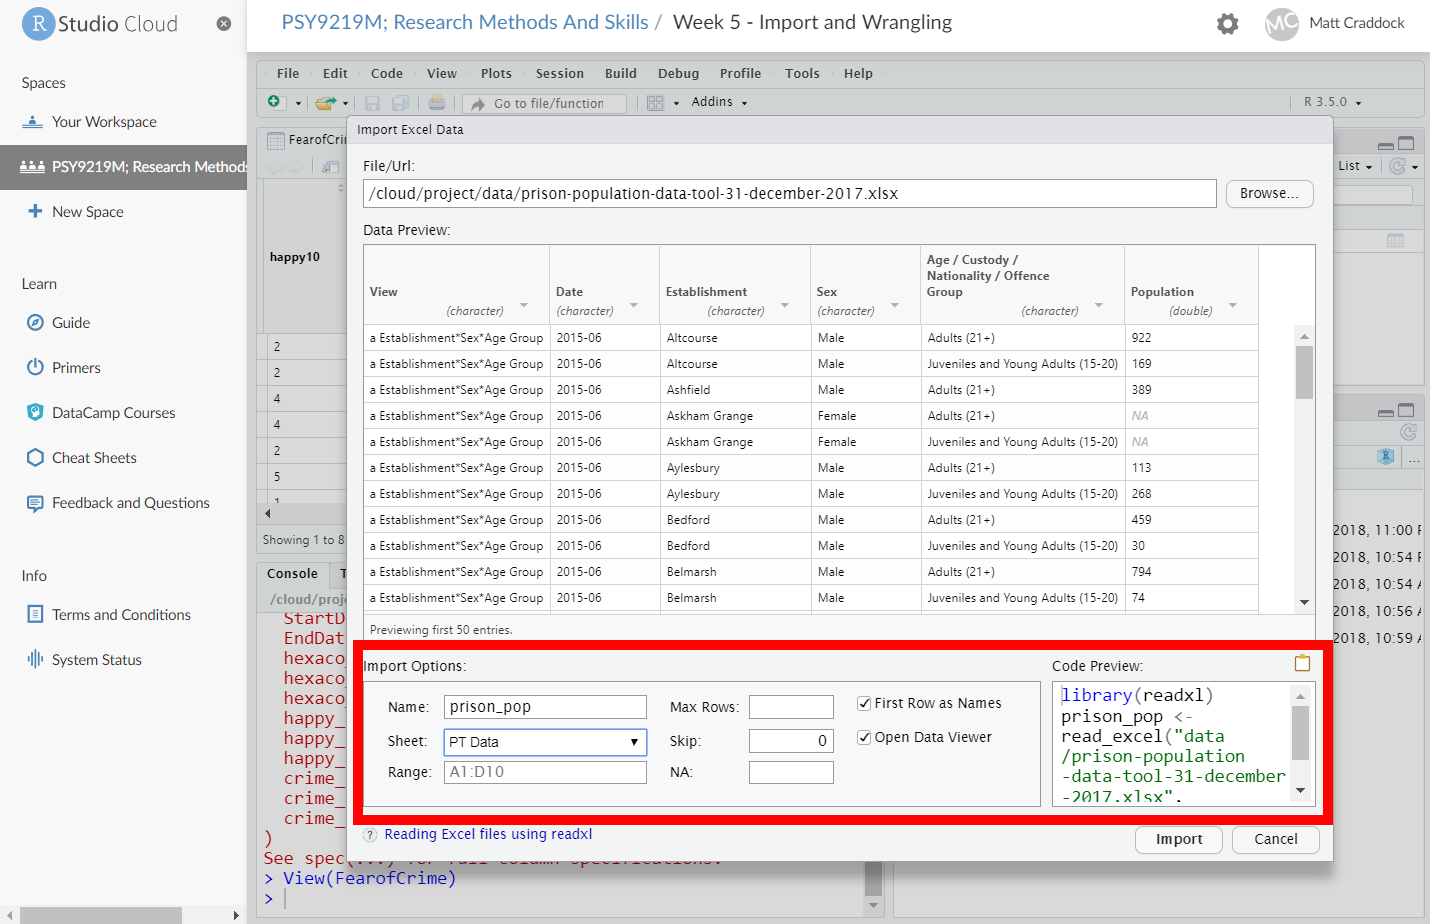 R Studio Cloud
PSY9219M; Research Methods And Skills / Week 5 - Import and Wrangling
MC Matt Craddock
Spaces
Your Workspace
PSY9219M; Research Methods
New Space
Learn
Guide
Primers
DataCamp Courses
Cheat Sheets
Feedback and Questions
Info
Terms and Conditions
System Status
File Edit Code View Plots Session Build Debug Profile Tools Help
Go to file/function Addins R 3.5.0
FearofCri
happy10
2
2
4
4
2
5
1
Showing 1 to 8
List
Import Excel Data
File/Url:
/cloud/project/data/prison-population-data-tool-31-december-2017.xlsx Browse...
Data Preview:
Age / Custody /
Nationality / Offence
View Date Establishment Sex Group Population
(character) (character) (character) (character) (character) (double)
a Establishment*Sex*Age Group 2015-06 Altcourse Male Adults (21+) 922
a Establishment*Sex*Age Group 2015-06 Altcourse Male Juveniles and Young Adults (15-20) 169
a Establishment*Sex*Age Group 2015-06 Ashfield Male Adults (21+) 389
a Establishment*Sex*Age Group 2015-06 Askham Grange Female Adults (21+) NA
a Establishment*Sex*Age Group 2015-06 Askham Grange Female Juveniles and Young Adults (15-20) NA
a Establishment*Sex*Age Group 2015-06 Aylesbury Male Adults (21+) 113
a Establishment*Sex*Age Group 2015-06 Aylesbury Male Juveniles and Young Adults (15-20) 268
a Establishment*Sex*Age Group 2015-06 Bedford Male Adults (21+) 459
a Establishment*Sex*Age Group 2015-06 Bedford Male Juveniles and Young Adults (15-20) 30
a Establishment*Sex*Age Group 2015-06 Belmarsh Male Adults (21+) 794
a Establishment*Sex*Age Group 2015-06 Belmarsh Male Juveniles and Young Adults (15-20) 74
Previewing first 50 entries.
Import Options:
Name: prison_pop Max Rows: First Row as Names
Sheet: PT Data Skip: 0 Open Data Viewer
Range: A1:D10 NA:
Code Preview:
library(readxl)
prison_pop <-
read_excel("data
/prison-population
-data-tool-31-december
-2017.xlsx",
? Reading Excel files using readxl
Import Cancel
Console T
/cloud/proj
StartD
EndDat
hexaco
hexaco
hexaco
happy_
happy_
happy_
crime_
crime_
crime_
)
See spec(...) for full column specifications.
> View(FearofCrime)
>
R ...
2018, 11:00 P
2018, 10:54 P
2018, 10:54 A
2018, 10:56 A
2018, 10:59 A